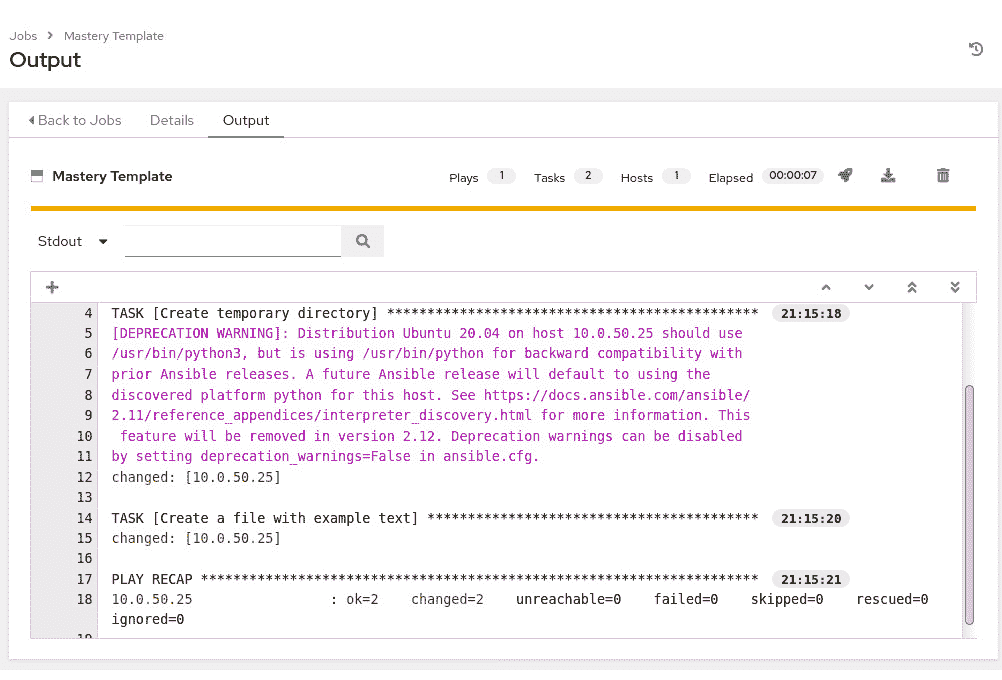 Jobs > Mastery Template
Output
Back to Jobs Details Output
Mastery Template Plays 1 Tasks 2 Hosts 1 Elapsed 00:00:07
Stdout
4 TASK [Create temporary directory] ********************************************** 21:15:18
5 [DEPRECATION WARNING]: Distribution Ubuntu 20.04 on host 10.0.50.25 should use
6 /usr/bin/python3, but is using /usr/bin/python for backward compatibility with
7 prior Ansible releases. A future Ansible release will default to using the
8 discovered platform python for this host. See https://docs.ansible.com/ansible/
9 2.11/reference_appendices/interpreter_discovery.html for more information. This
10 feature will be removed in version 2.12. Deprecation warnings can be disabled
11 by setting deprecation_warnings=False in ansible.cfg.
12 changed: [10.0.50.25]
13
14 TASK [Create a file with example text] ***************************************** 21:15:20
15 changed: [10.0.50.25]
16
17 PLAY RECAP ********************************************************************* 21:15:21
18 10.0.50.25 : ok=2 changed=2 unreachable=0 failed=0 skipped=0 rescued=0
ignored=0
19